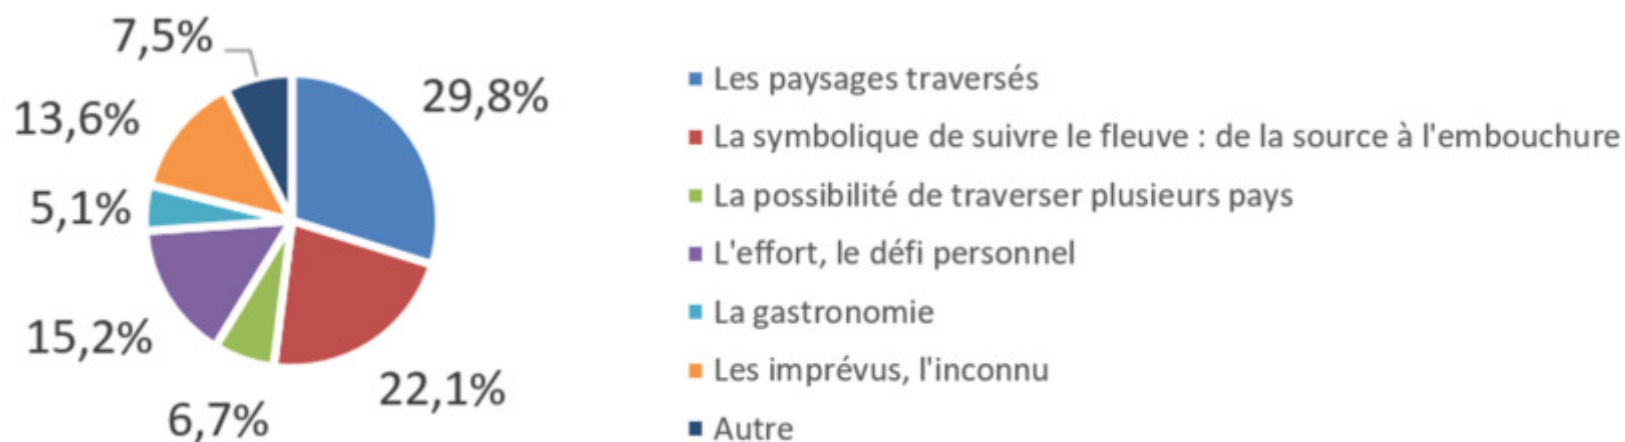 7,5%
29,8%
13,6%
5,1%
15,2%
22,1%
6,7%
Les paysages traversés
La symbolique de suivre le fleuve : de la source à l'embouchure
La possibilité de traverser plusieurs pays
L'effort, le défi personnel
La gastronomie
Les imprévus, l'inconnu
Autre